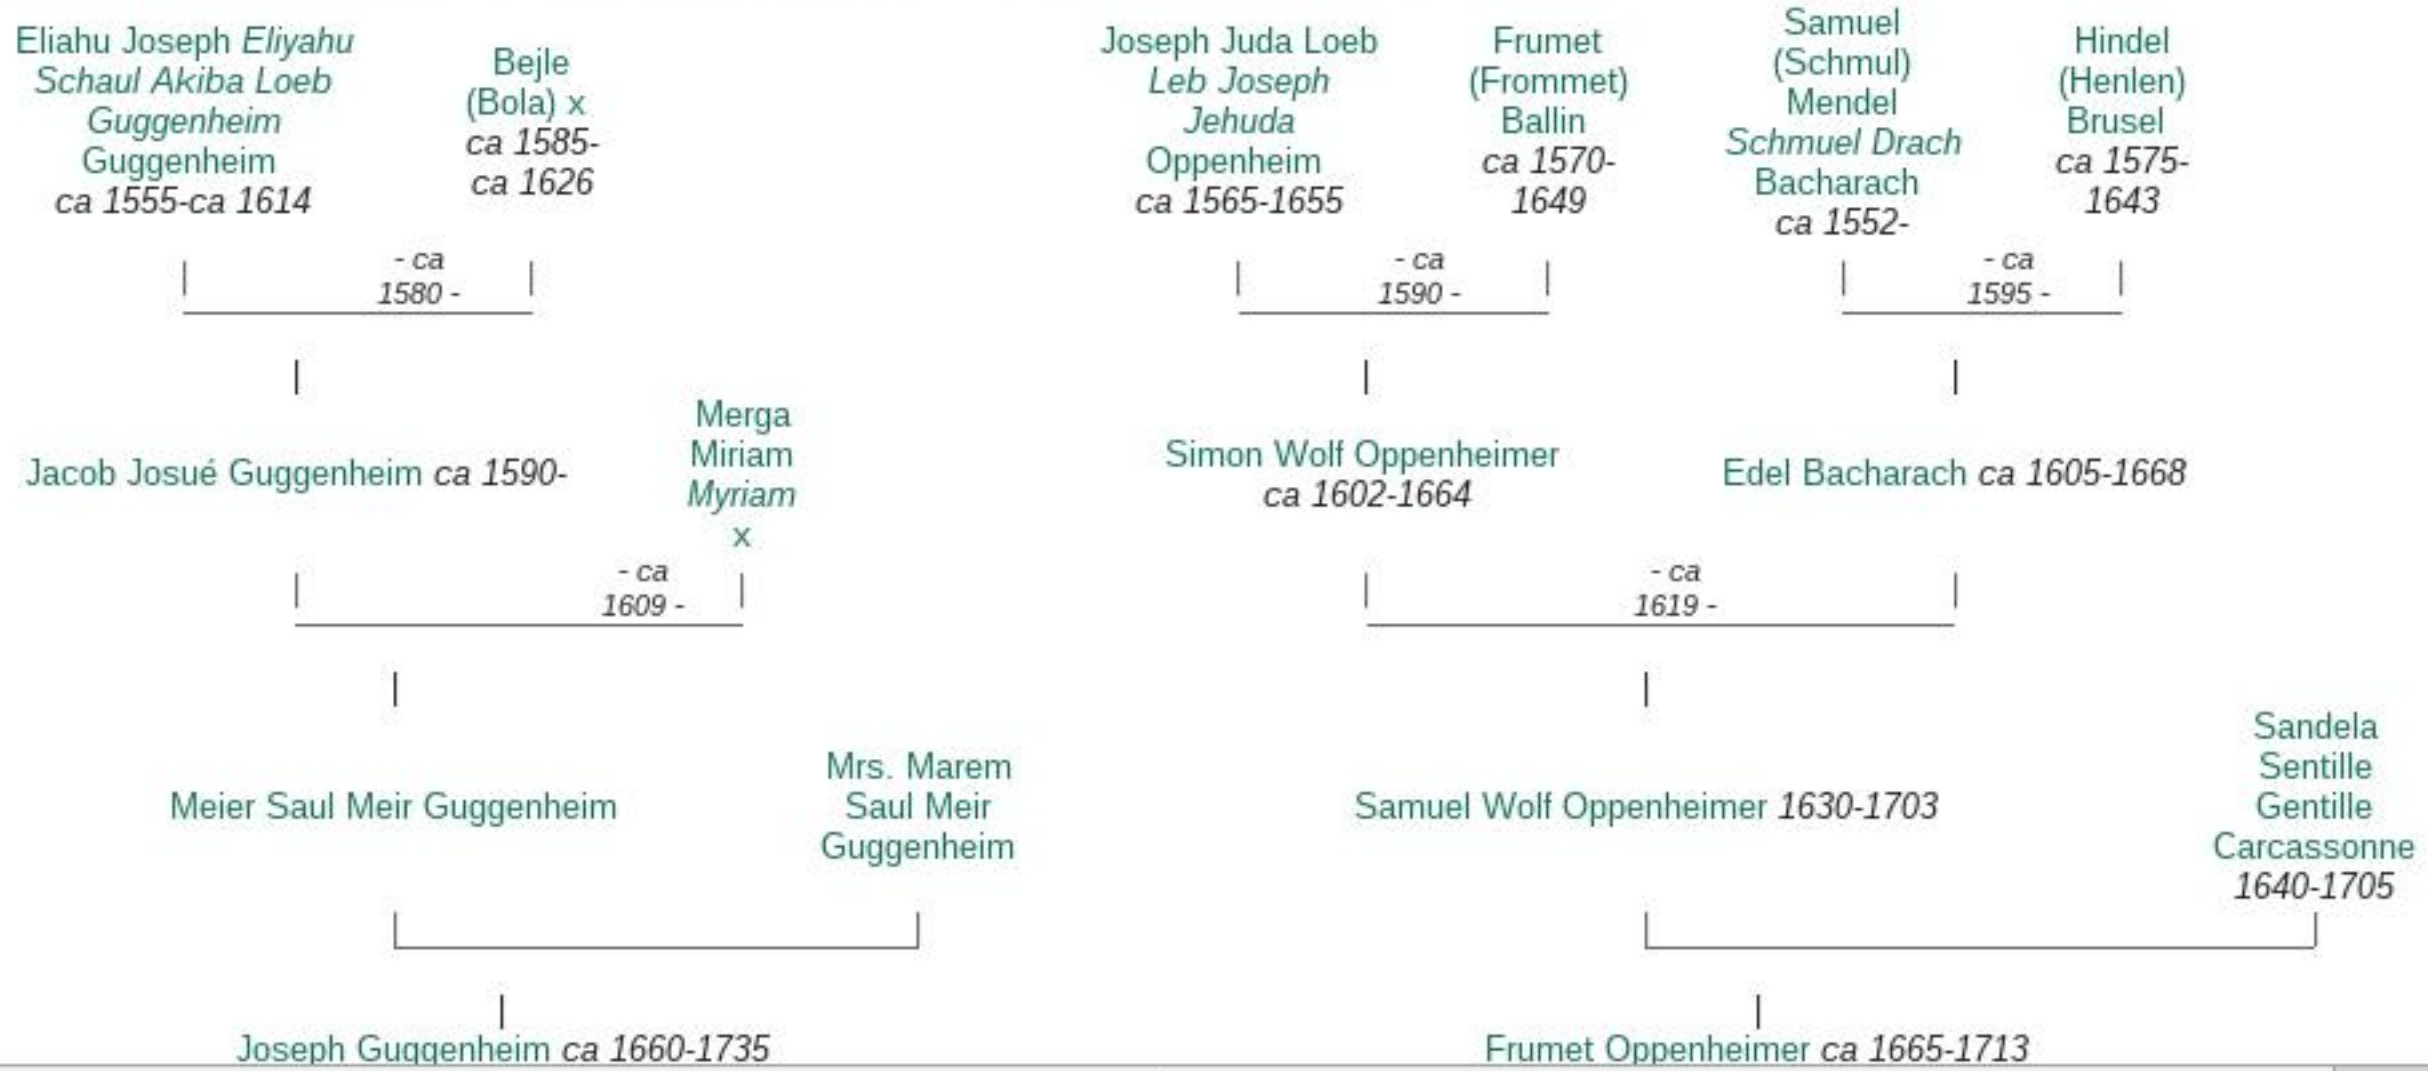 Eliahu Joseph Eliyahu
Schaul Akiba Loeb
Guggenheim
Guggenheim
ca 1555-ca 1614
Bejle
(Bola) x
ca 1585-
ca 1626
Joseph Juda Loeb
Leb Joseph
Jehuda
Oppenheim
ca 1565-1655
Frumet
(Frommet)
Ballin
ca 1570-
1649
Samuel
(Schmul)
Mendel
Schmuel Drach
Bacharach
ca 1552-
Hindel
(Henlen)
Brusel
ca 1575-
1643
- ca
1580 -
- ca
1590 -
- ca
1595 -
Jacob Josué Guggenheim ca 1590-
Merga
Miriam
Myriam
x
Simon Wolf Oppenheimer
ca 1602-1664
Edel Bacharach ca 1605-1668
- ca
1609 -
- ca
1619 -
Meier Saul Meir Guggenheim
Mrs. Marem
Saul Meir
Guggenheim
Samuel Wolf Oppenheimer 1630-1703
Sandela
Sentille
Gentille
Carcassonne
1640-1705
Joseph Guggenheim ca 1660-1735
Frumet Oppenheimer ca 1665-1713